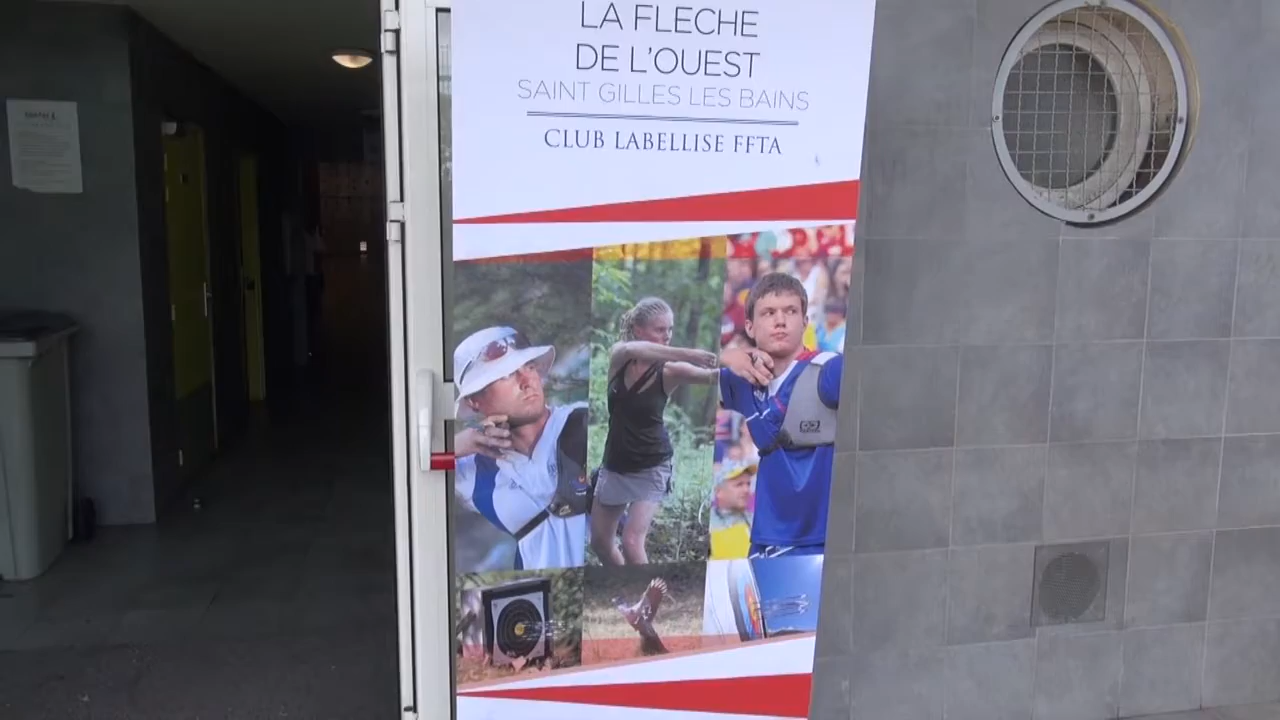 LA FLECHE
DE L'OUEST
SAINT GILLES LES BAINS
CLUB LABELLISE FFTA